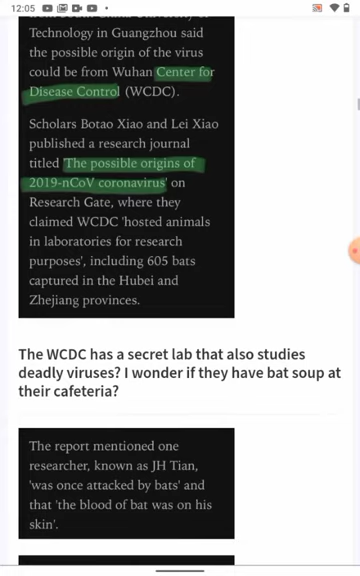 12:05
Technology in Guangzhou said
the possible origin of the virus
could be from Wuhan Center for
Disease Control (WCDC).
Scholars Botao Xiao and Lei Xiao
published a research journal
titled 'The possible origins of
2019-nCoV coronavirus' on
Research Gate, where they
claimed WCDC 'hosted animals
in laboratories for research
purposes', including 605 bats
captured in the Hubei and
Zhejiang provinces.
The WCDC has a secret lab that also studies
deadly viruses? I wonder if they have bat soup at
their cafeteria?
The report mentioned one
researcher, known as JH Tian,
'was once attacked by bats' and
that 'the blood of bat was on his
skin'.